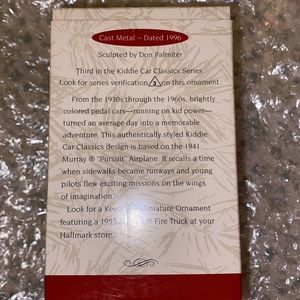 Cast Metal – Dated 1996
Sculpted by Don Palmiter
Third in the Kiddie Car Classics Series.
Look for series verification 3 on this ornament.
From the 1930s through the 1960s, brightly
colored pedal cars—running on kid power—
turned an average day into a memorable
adventure. This authentically styled Kiddie
Car Classics design is based on the 1941
Murray ® "Pursuit" Airplane. It recalls a time
when sidewalks became runways and young
pilots flew exciting missions on the wings
of imagination.
Look for a Miniature Ornament
featuring a 1955 ® Fire Truck at your
Hallmark store.